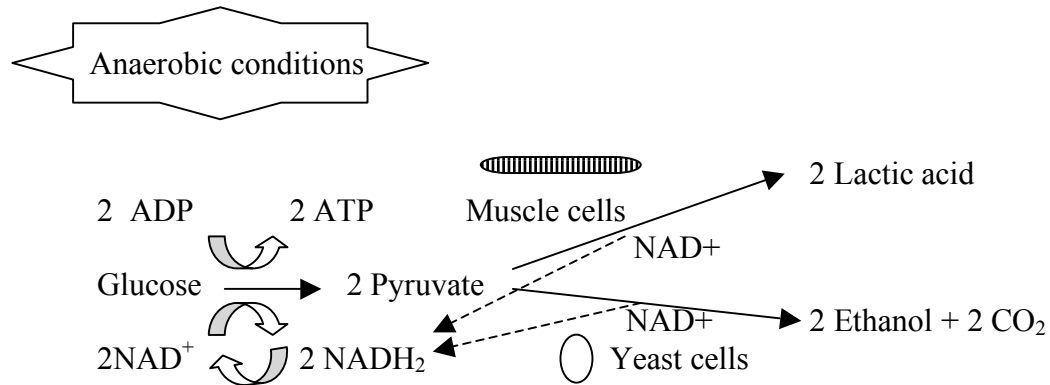 Anaerobic conditions
2 Lactic acid
2 ADP 2 ATP Muscle cells
NAD+
Glucose 2 Pyruvate
NAD+ 2 Ethanol + 2 CO₂
2NAD⁺ 2 NADH₂ Yeast cells